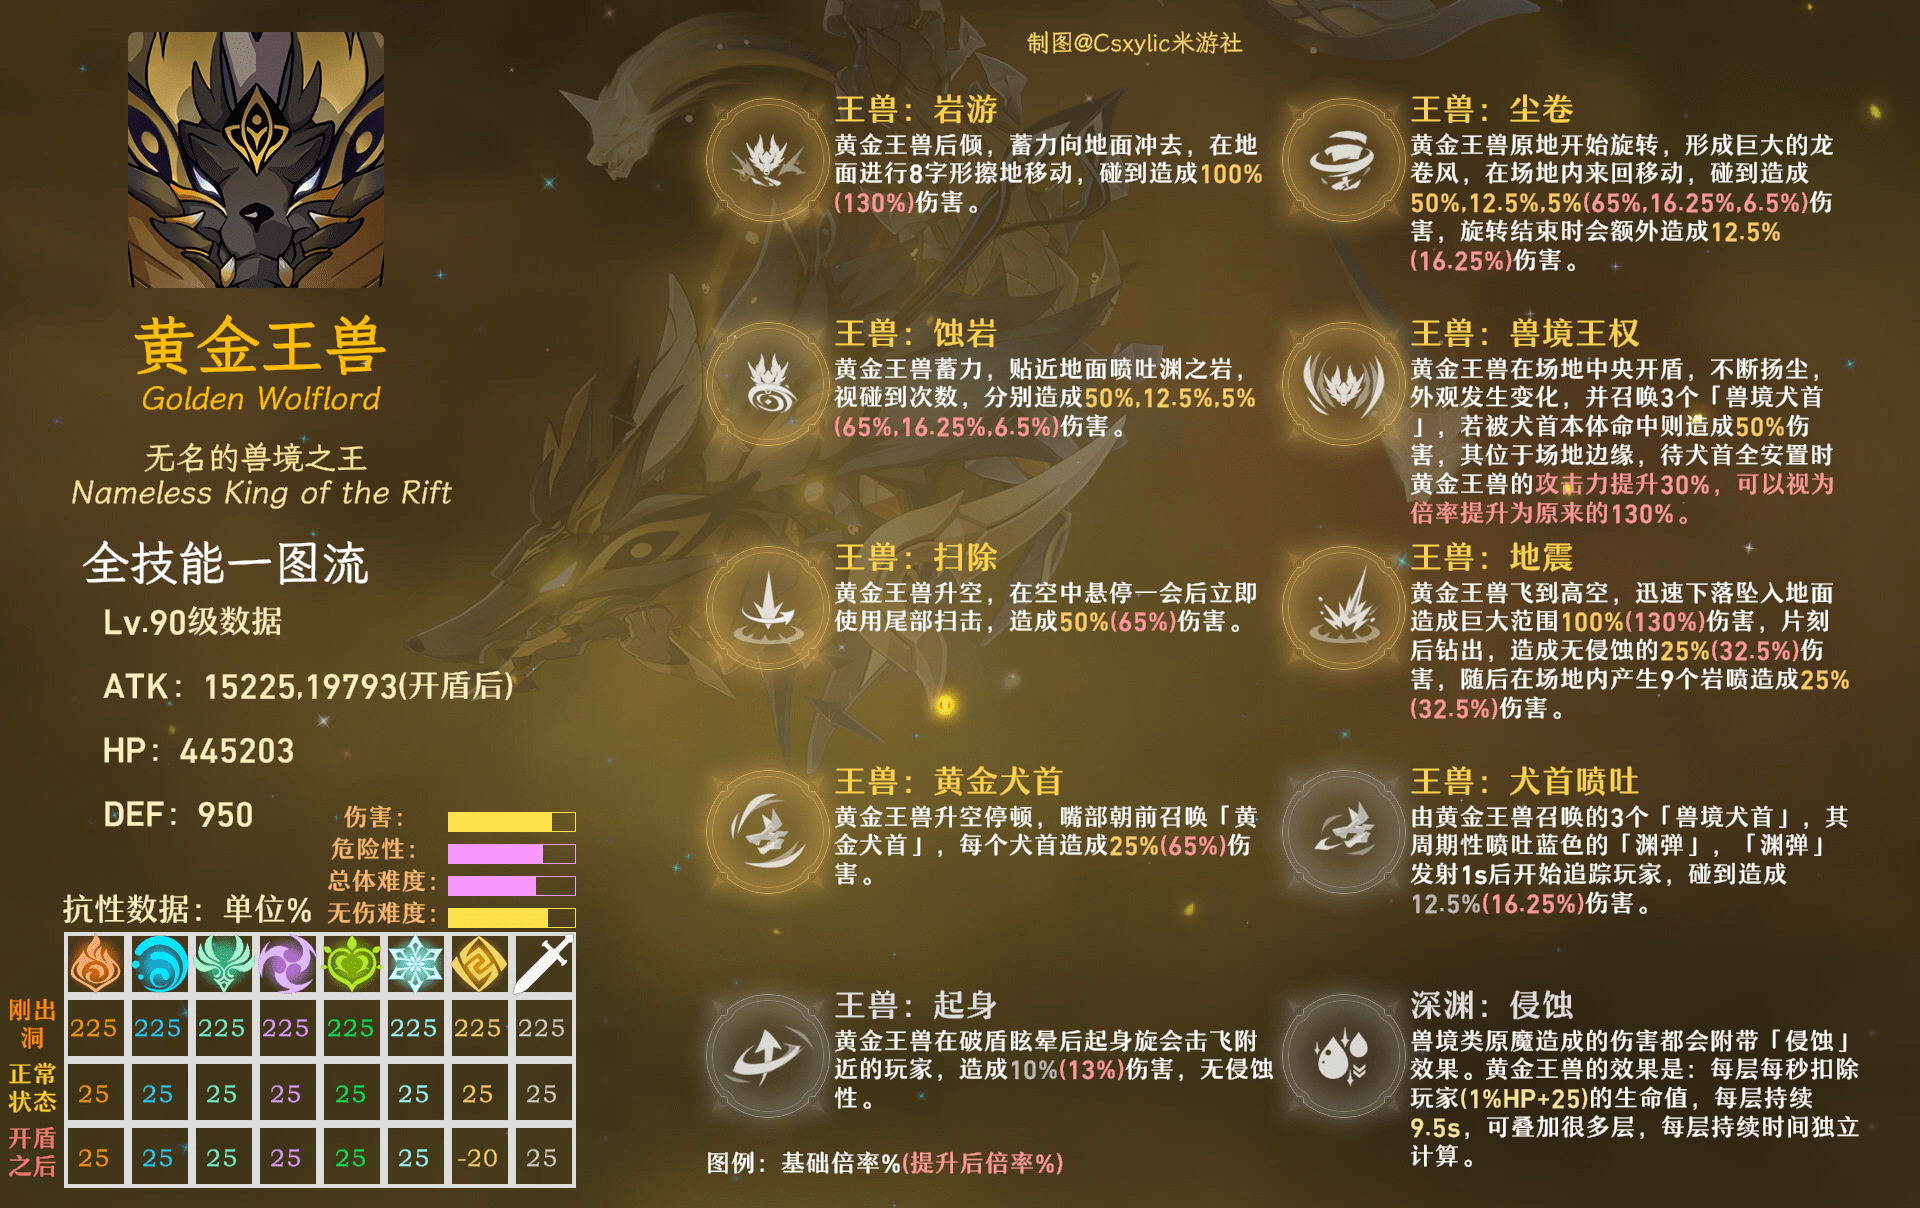 制图@Csxylic米游社
黄金王兽
Golden Wolflord
无名的兽境之王
Nameless King of the Rift
全技能一图流
Lv.90级数据
ATK：15225,19793(开盾后)
HP：445203
DEF：950
伤害：
危险性：
总体难度：
无伤难度：
抗性数据：单位%
刚出洞 225 225 225 225 225 225 225 225
正常状态 25 25 25 25 25 25 25 25
开盾之后 25 25 25 25 25 25 -20 25
王兽：岩游
黄金王兽后倾，蓄力向地面冲去，在地
面进行8字形擦地移动，碰到造成100%
(130%)伤害。
王兽：尘卷
黄金王兽原地开始旋转，形成巨大的龙
卷风，在场地内来回移动，碰到造成
50%,12.5%,5%(65%,16.25%,6.5%)伤
害，旋转结束时会额外造成12.5%
(16.25%)伤害。
王兽：蚀岩
黄金王兽蓄力，贴近地面喷吐渊之岩，
视碰到次数，分别造成50%,12.5%,5%
(65%,16.25%,6.5%)伤害。
王兽：兽境王权
黄金王兽在场地中央开盾，不断扬尘，
外观发生变化，并召唤3个「兽境犬首
」，若被犬首本体命中则造成50%伤
害，其位于场地边缘，待犬首全安置时
黄金王兽的攻击力提升30%，可以视为
倍率提升为原来的130%。
王兽：扫除
黄金王兽升空，在空中悬停一会后立即
使用尾部扫击，造成50%(65%)伤害。
王兽：地震
黄金王兽飞到高空，迅速下落坠入地面
造成巨大范围100%(130%)伤害，片刻
后钻出，造成无侵蚀的25%(32.5%)伤
害，随后在场地内产生9个岩喷造成25%
(32.5%)伤害。
王兽：黄金犬首
黄金王兽升空停顿，嘴部朝前召唤「黄
金犬首」，每个犬首造成25%(65%)伤
害。
王兽：犬首喷吐
由黄金王兽召唤的3个「兽境犬首」，其
周期性喷吐蓝色的「渊弹」，「渊弹」
发射1s后开始追踪玩家，碰到造成
12.5%(16.25%)伤害。
王兽：起身
黄金王兽在破盾眩晕后起身旋会击飞附
近的玩家，造成10%(13%)伤害，无侵蚀
性。
深渊：侵蚀
兽境类原魔造成的伤害都会附带「侵蚀」
效果。黄金王兽的效果是：每层每秒扣除
玩家(1%HP+25)的生命值，每层持续
9.5s，可叠加很多层，每层持续时间独立
计算。
图例：基础倍率%(提升后倍率%)